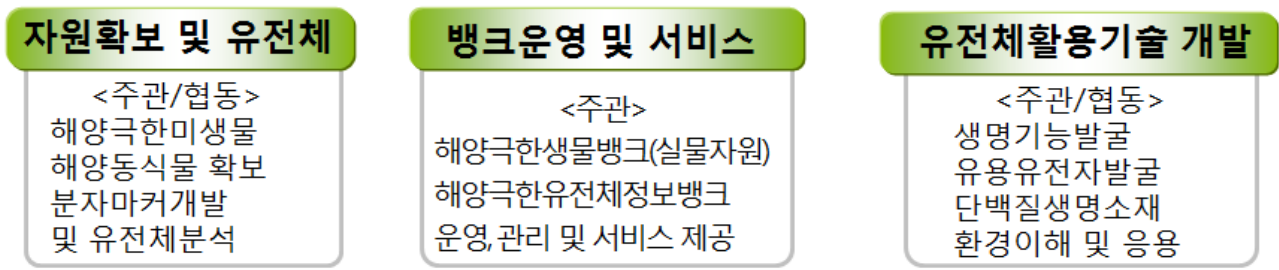 자원확보 및 유전체
<주관/협동>
해양극한미생물
해양동식물 확보
분자마커개발
및 유전체분석
뱅크운영 및 서비스
<주관>
해양극한생물뱅크(실물자원)
해양극한유전체정보뱅크
운영,관리 및 서비스 제공
유전체활용기술 개발
<주관/협동>
생명기능발굴
유용유전자발굴
단백질생명소재
환경이해 및 응용